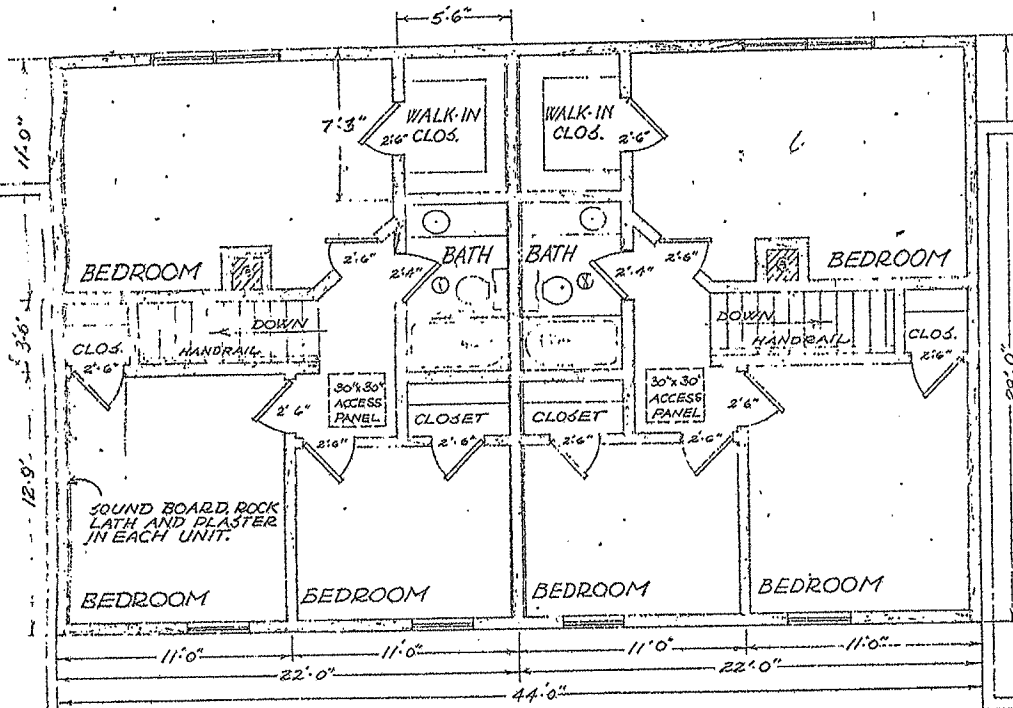 5'6"
WALK-IN
CLOS.
WALK-IN
CLOS.
7'3"
2'6"
2'6"
11'0"
BATH
BATH
BEDROOM
2'6"
2'4"
2'4"
2'6"
BEDROOM
3'6"
DOWN
HANDRAIL
DOWN
HANDRAIL
CLOS.
2'6"
CLOS.
2'6"
30"x30"
ACCESS
PANEL
30"x30"
ACCESS
PANEL
2'6"
2'6"
CLOSET
CLOSET
2'6"
2'6"
2'6"
2'6"
12'9"
SOUND BOARD, ROCK
LATH AND PLASTER
IN EACH UNIT.
BEDROOM
BEDROOM
BEDROOM
BEDROOM
11'0"
11'0"
11'0"
11'0"
22'0"
22'0"
44'0"